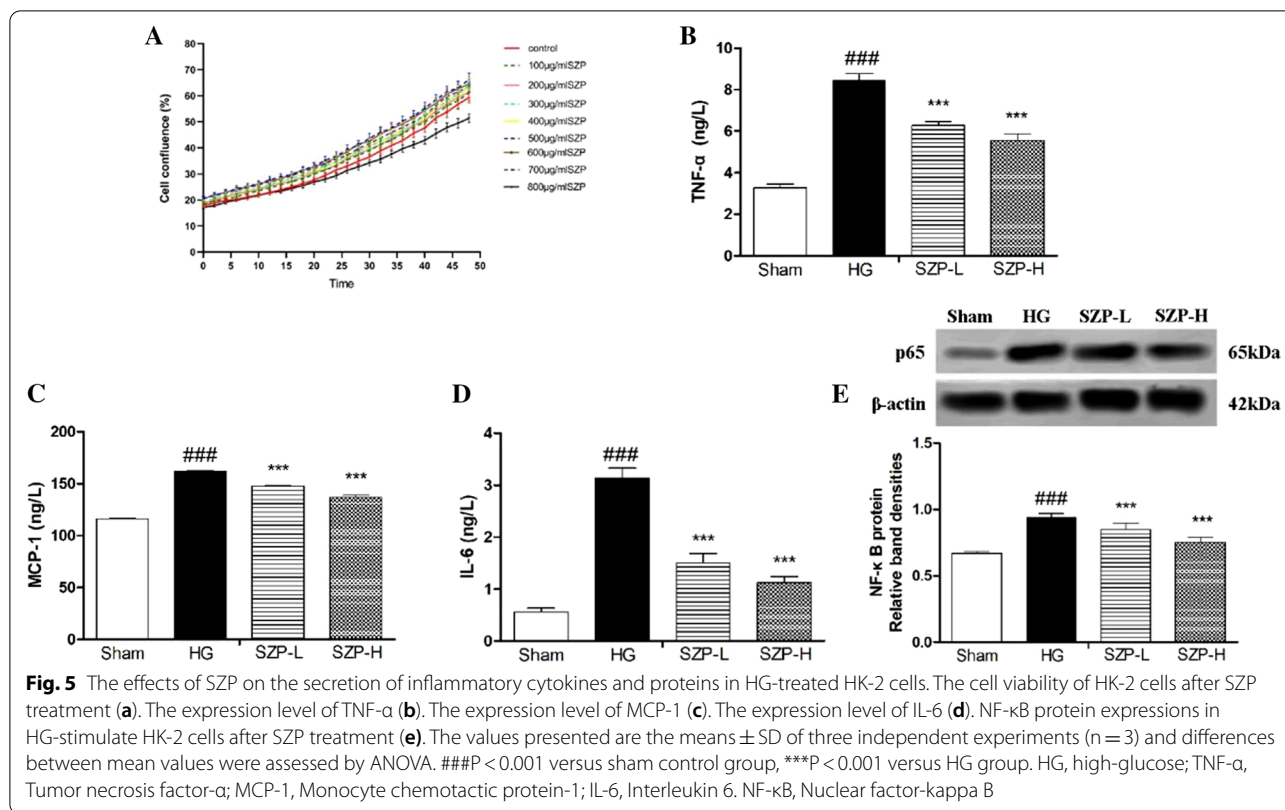 A
Cell confluence (%)
80
70
60
50
40
30
20
10
0
0 5 10 15 20 25 30 35 40 45 50
Time
control
100μg/mlSZP
200μg/mlSZP
300μg/mlSZP
400μg/mlSZP
500μg/mlSZP
600μg/mlSZP
700μg/mlSZP
800μg/mlSZP
B
TNF-α (ng/L)
10
8
6
4
2
0
###
***
***
Sham HG SZP-L SZP-H
C
MCP-1 (ng/L)
200
150
100
50
0
###
***
***
Sham HG SZP-L SZP-H
D
IL-6 (ng/L)
4
3
2
1
0
###
***
***
Sham HG SZP-L SZP-H
E
Sham HG SZP-L SZP-H
p65 65kDa
β-actin 42kDa
NF-κ B protein
Relative band densities
1.5
1.0
0.5
0.0
###
***
***
Sham HG SZP-L SZP-H
Fig. 5 The effects of SZP on the secretion of inflammatory cytokines and proteins in HG-treated HK-2 cells. The cell viability of HK-2 cells after SZP
treatment (a). The expression level of TNF-α (b). The expression level of MCP-1 (c). The expression level of IL-6 (d). NF-κB protein expressions in
HG-stimulate HK-2 cells after SZP treatment (e). The values presented are the means ± SD of three independent experiments (n = 3) and differences
between mean values were assessed by ANOVA. ###P < 0.001 versus sham control group, ***P < 0.001 versus HG group. HG, high-glucose; TNF-α,
Tumor necrosis factor-α; MCP-1, Monocyte chemotactic protein-1; IL-6, Interleukin 6. NF-κB, Nuclear factor-kappa B